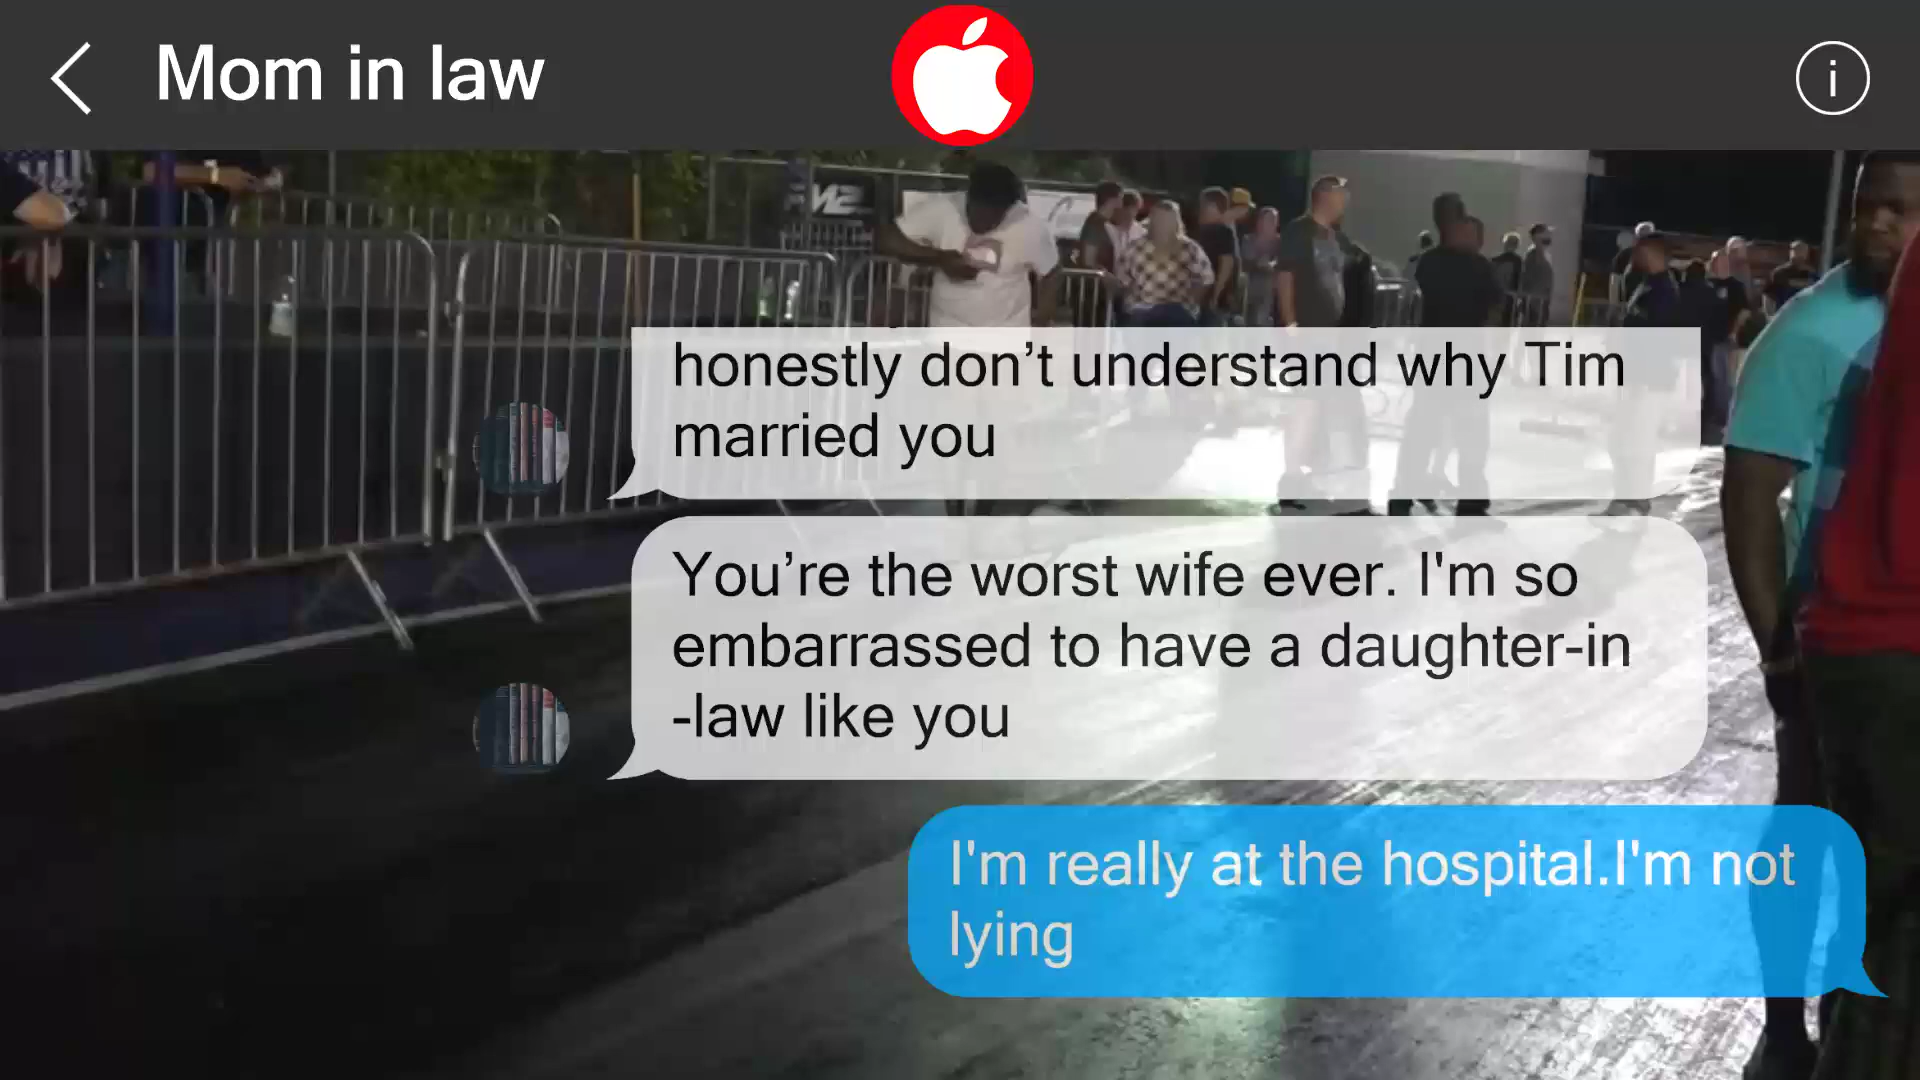 Mom in law
honestly don’t understand why Tim
married you
You’re the worst wife ever. I'm so
embarrassed to have a daughter-in
-law like you
I'm really at the hospital.I'm not
lying